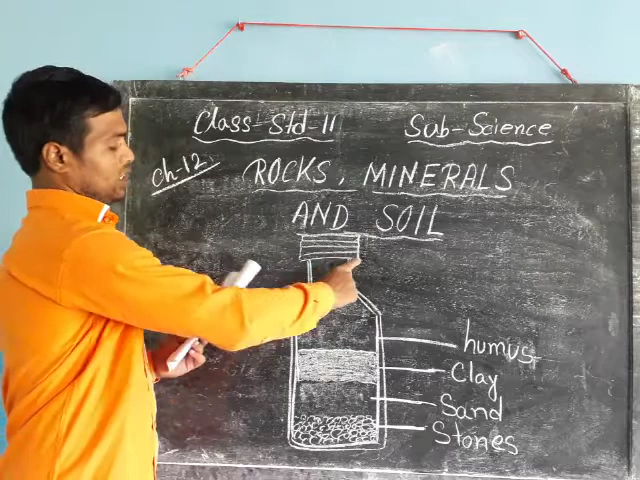 Class-Std-II
Sub-Science
Ch-12.
ROCKS, MINERALS
AND SOIL
humus
Clay
Sand
Stones